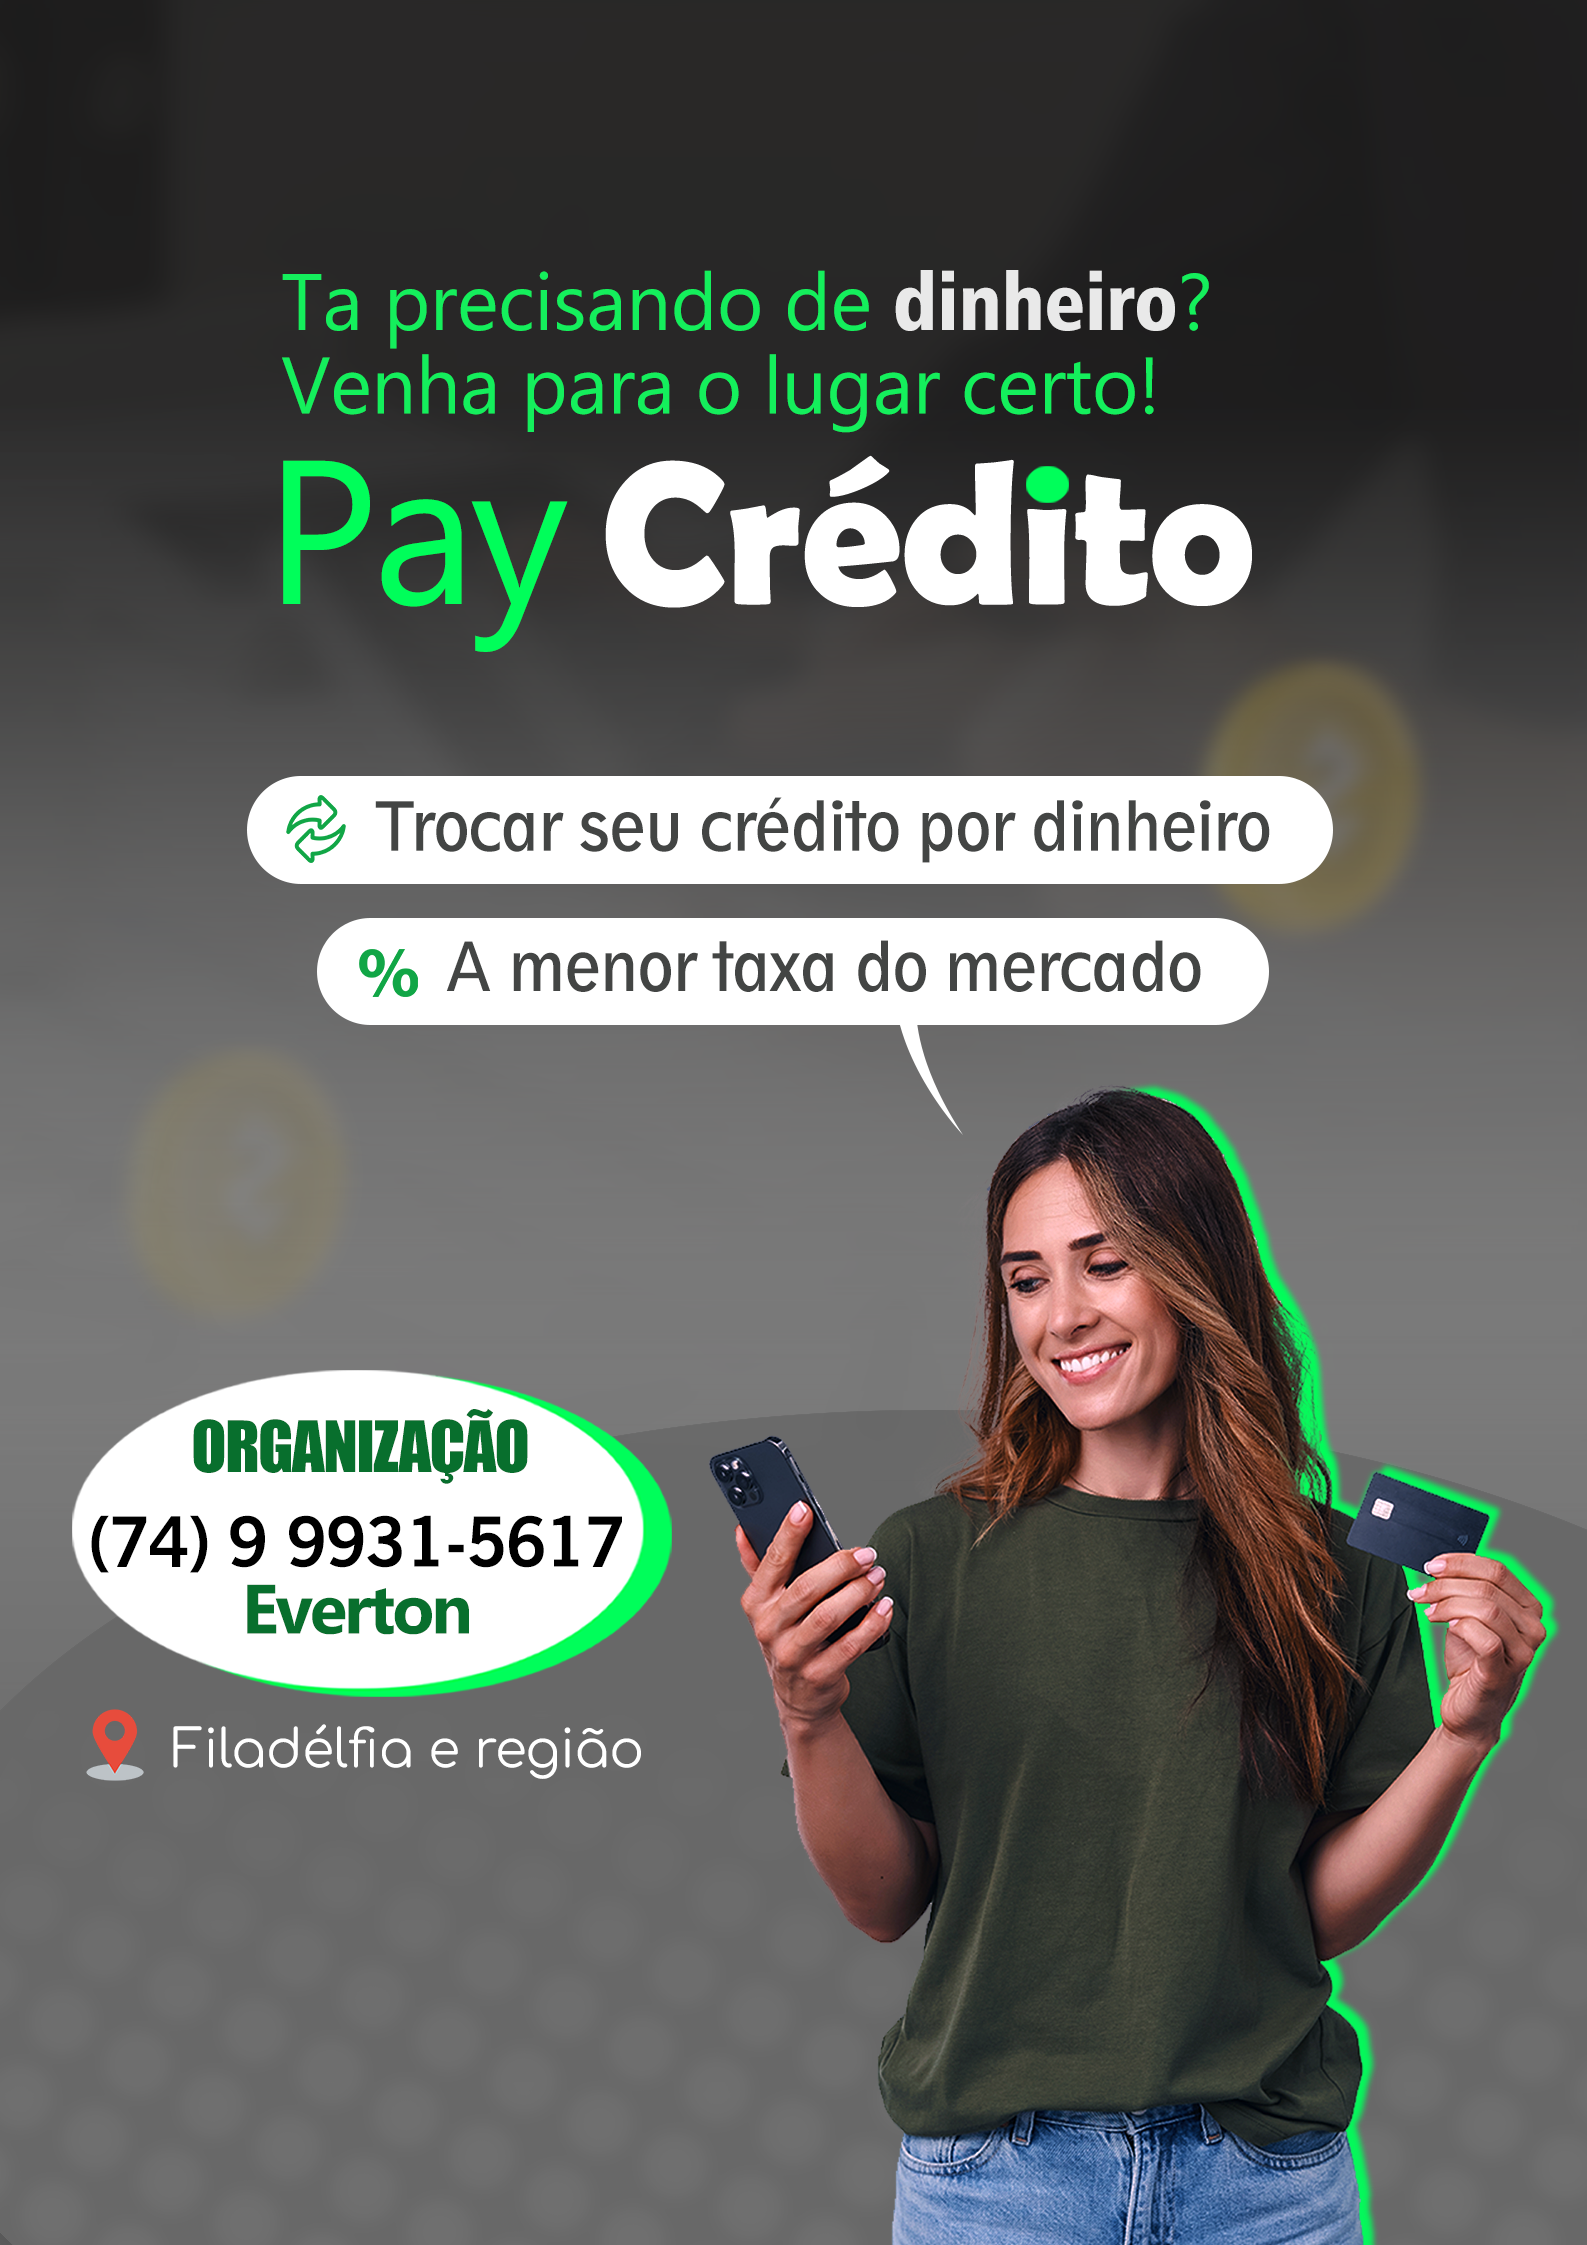 Ta precisando de dinheiro?
Venha para o lugar certo!
Pay Crédito
Trocar seu crédito por dinheiro
% A menor taxa do mercado
ORGANIZAÇÃO
(74) 9 9931-5617
Everton
Filadélfia e região